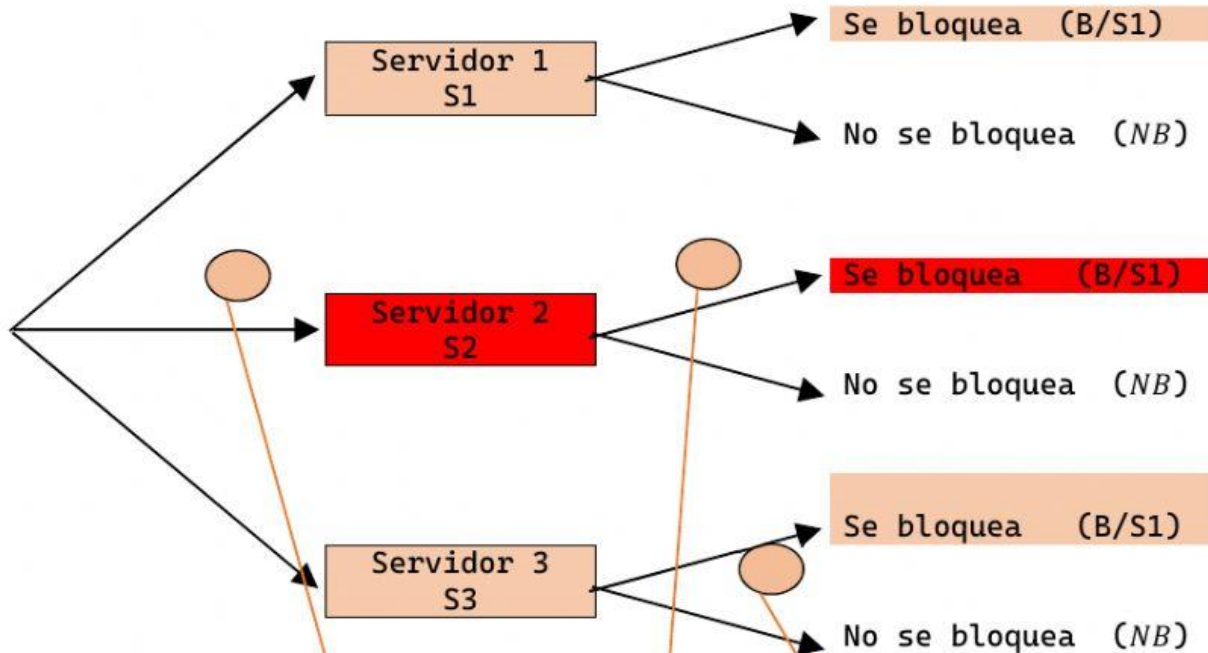 Se bloquea (B/S1)
Servidor 1
S1
No se bloquea (NB)
Se bloquea (B/S1)
Servidor 2
S2
No se bloquea (NB)
Se bloquea (B/S1)
Servidor 3
S3
No se bloquea (NB)